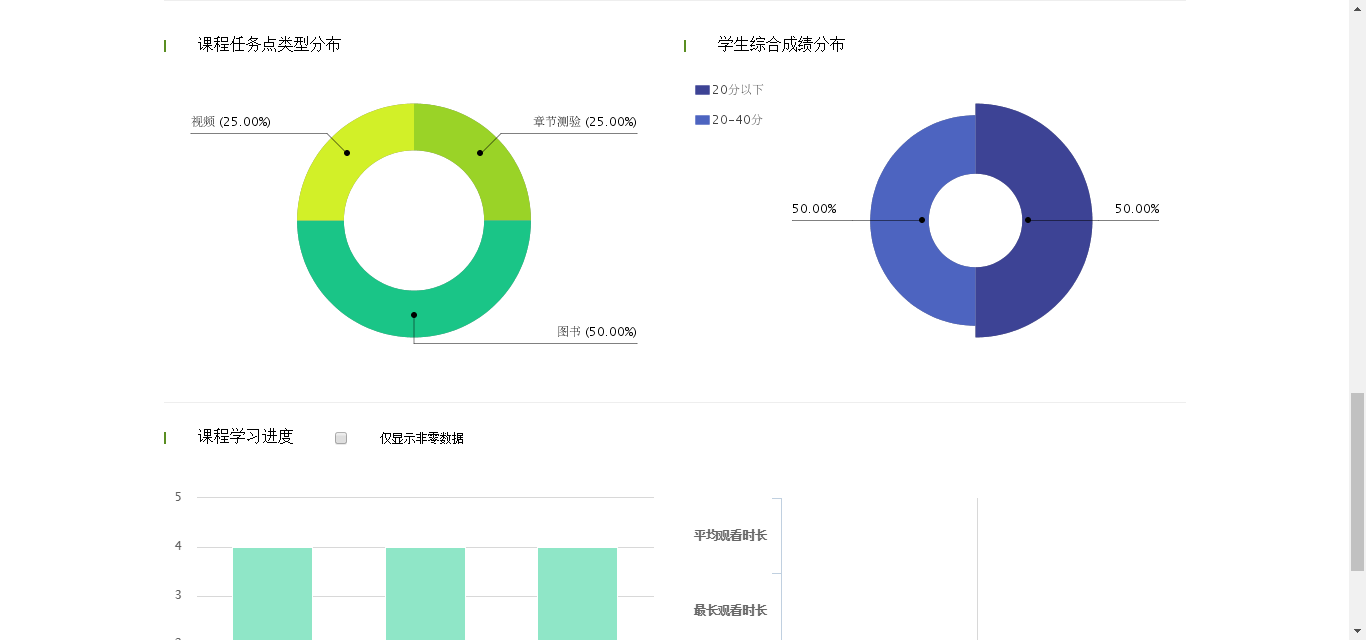 课程任务点类型分布
视频 (25.00%)
章节测验 (25.00%)
图书 (50.00%)
学生综合成绩分布
20分以下
20-40分
50.00%
50.00%
课程学习进度
仅显示非零数据
5
4
3
平均观看时长
最长观看时长